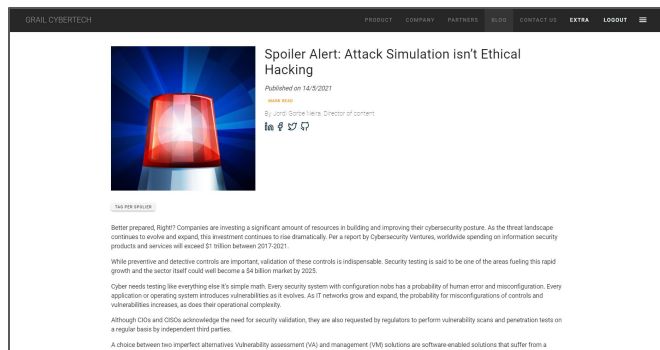 GRAIL CYBERTECH
PRODUCT COMPANY PARTNERS BLOG CONTACT US EXTRA LOGOUT
Spoiler Alert: Attack Simulation isn't Ethical
Hacking
Published on 14/5/2021
MARK READ
By Jordi Gorbe Neira, Director of content
TAG PER SPOLIER
Better prepared, Right!? Companies are investing a significant amount of resources in building and improving their cybersecurity posture. As the threat landscape
continues to evolve and expand, this investment continues to rise dramatically. Per a report by Cybersecurity Ventures, worldwide spending on information security
products and services will exceed $1 trillion between 2017-2021.
While preventive and detective controls are important, validation of these controls is indispensable. Security testing is said to be one of the areas fueling this rapid
growth and the sector itself could well become a $4 billion market by 2025.
Cyber needs testing like everything else It's simple math. Every security system with configuration nobs has a probability of human error and misconfiguration. Every
application or operating system introduces vulnerabilities as it evolves. As IT networks grow and expand, the probability for misconfigurations of controls and
vulnerabilities increases, as does their operational complexity.
Although CIOs and CISOs acknowledge the need for security validation, they are also requested by regulators to perform vulnerability scans and penetration tests on
a regular basis by independent third parties.
A choice between two imperfect alternatives Vulnerability assessment (VA) and management (VM) solutions are software-enabled solutions that suffer from a